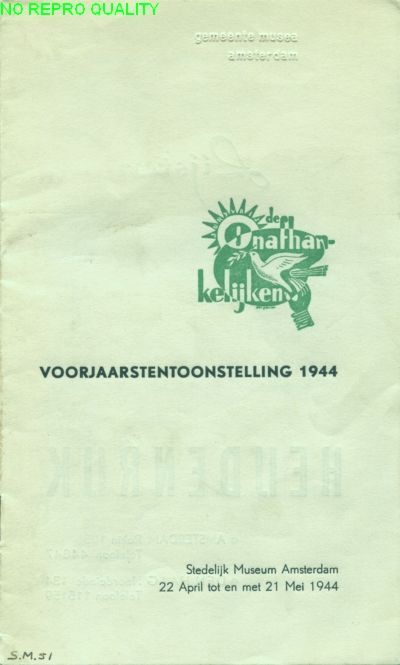 NO REPRO QUALITY
gemeente musea
amsterdam
de
Onafhan-
kelijken
VOORJAARSTENTOONSTELLING 1944
Stedelijk Museum Amsterdam
22 April tot en met 21 Mei 1944
S.M. 51